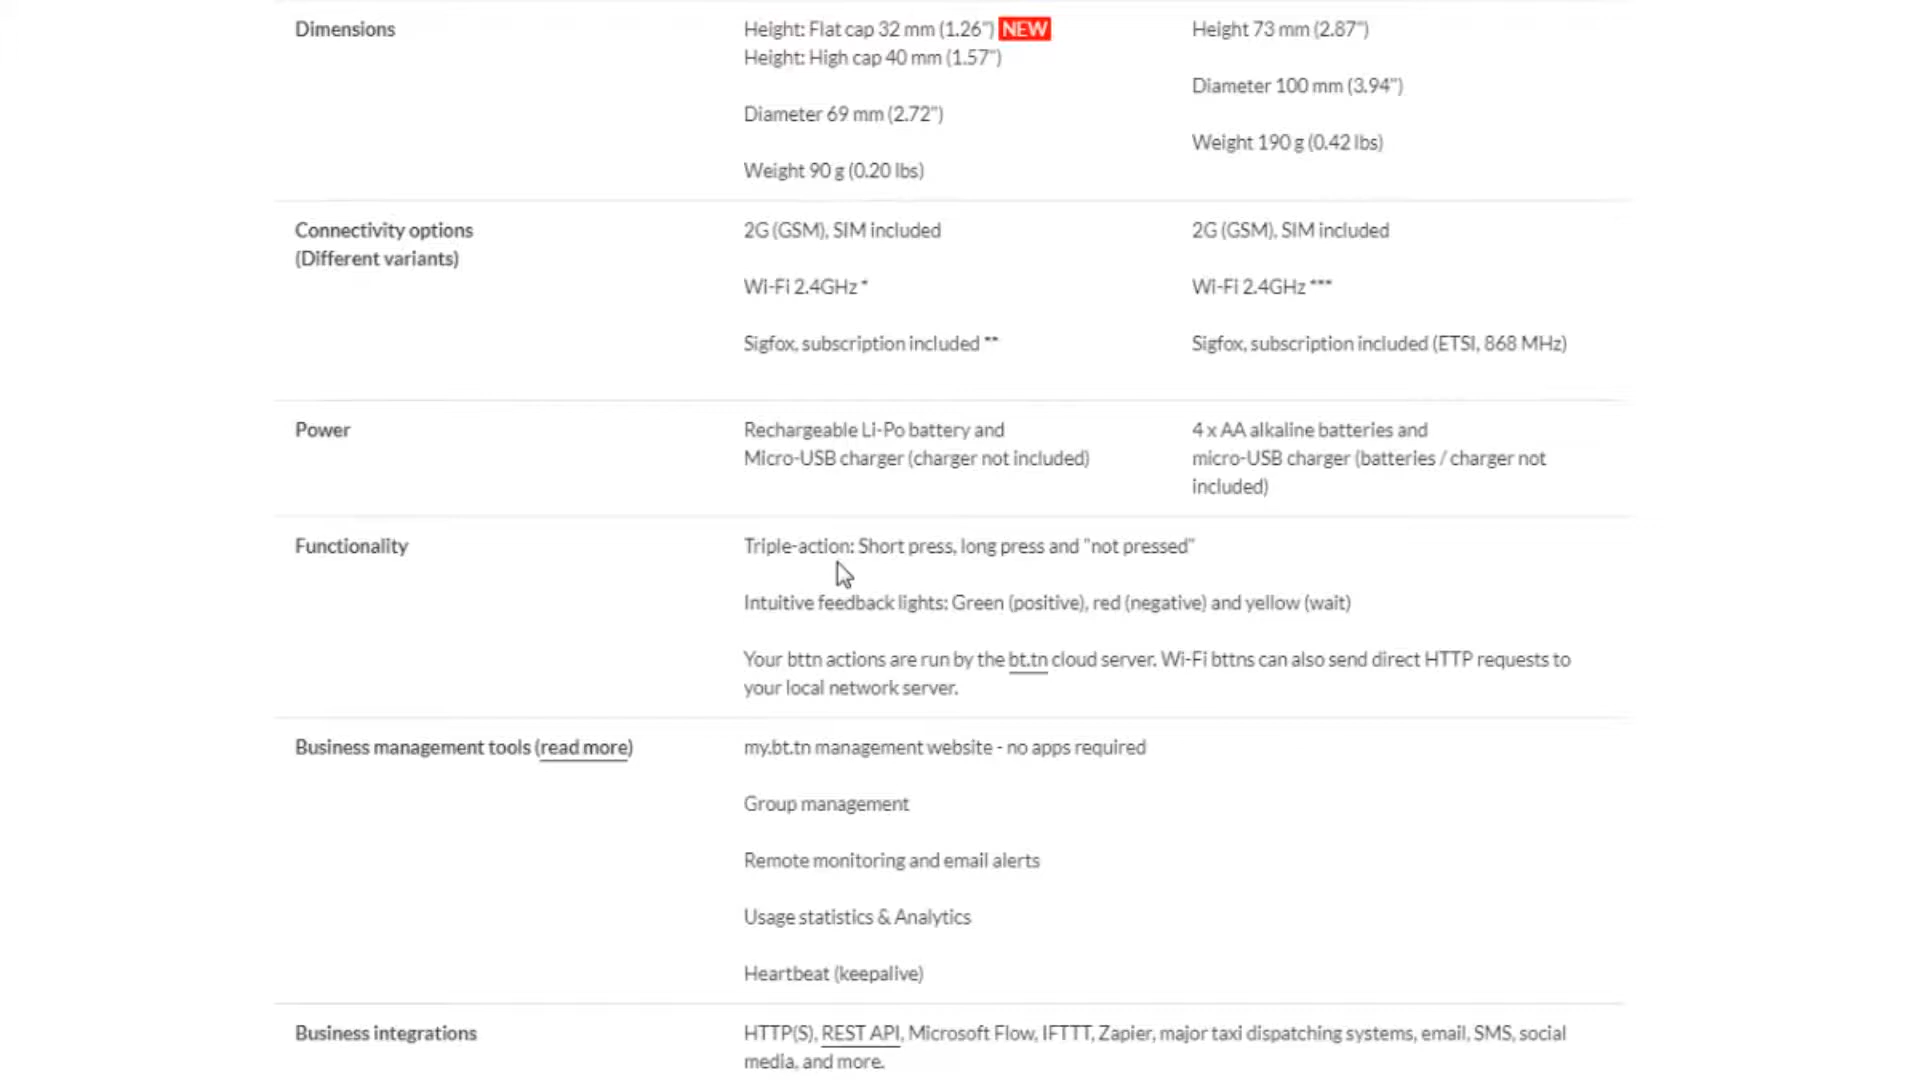 Dimensions
Height: Flat cap 32 mm (1.26") NEW
Height: High cap 40 mm (1.57")
Diameter 69 mm (2.72")
Weight 90 g (0.20 lbs)
Height 73 mm (2.87")
Diameter 100 mm (3.94")
Weight 190 g (0.42 lbs)
Connectivity options
(Different variants)
2G (GSM), SIM included
Wi-Fi 2.4GHz *
Sigfox, subscription included **
2G (GSM), SIM included
Wi-Fi 2.4GHz ***
Sigfox, subscription included (ETSI, 868 MHz)
Power
Rechargeable Li-Po battery and
Micro-USB charger (charger not included)
4 x AA alkaline batteries and
micro-USB charger (batteries / charger not
included)
Functionality
Triple-action: Short press, long press and "not pressed"
Intuitive feedback lights: Green (positive), red (negative) and yellow (wait)
Your bttn actions are run by the bt.tn cloud server. Wi-Fi bttns can also send direct HTTP requests to
your local network server.
Business management tools (read more)
my.bt.tn management website - no apps required
Group management
Remote monitoring and email alerts
Usage statistics & Analytics
Heartbeat (keepalive)
Business integrations
HTTP(S), REST API, Microsoft Flow, IFTTT, Zapier, major taxi dispatching systems, email, SMS, social
media, and more.